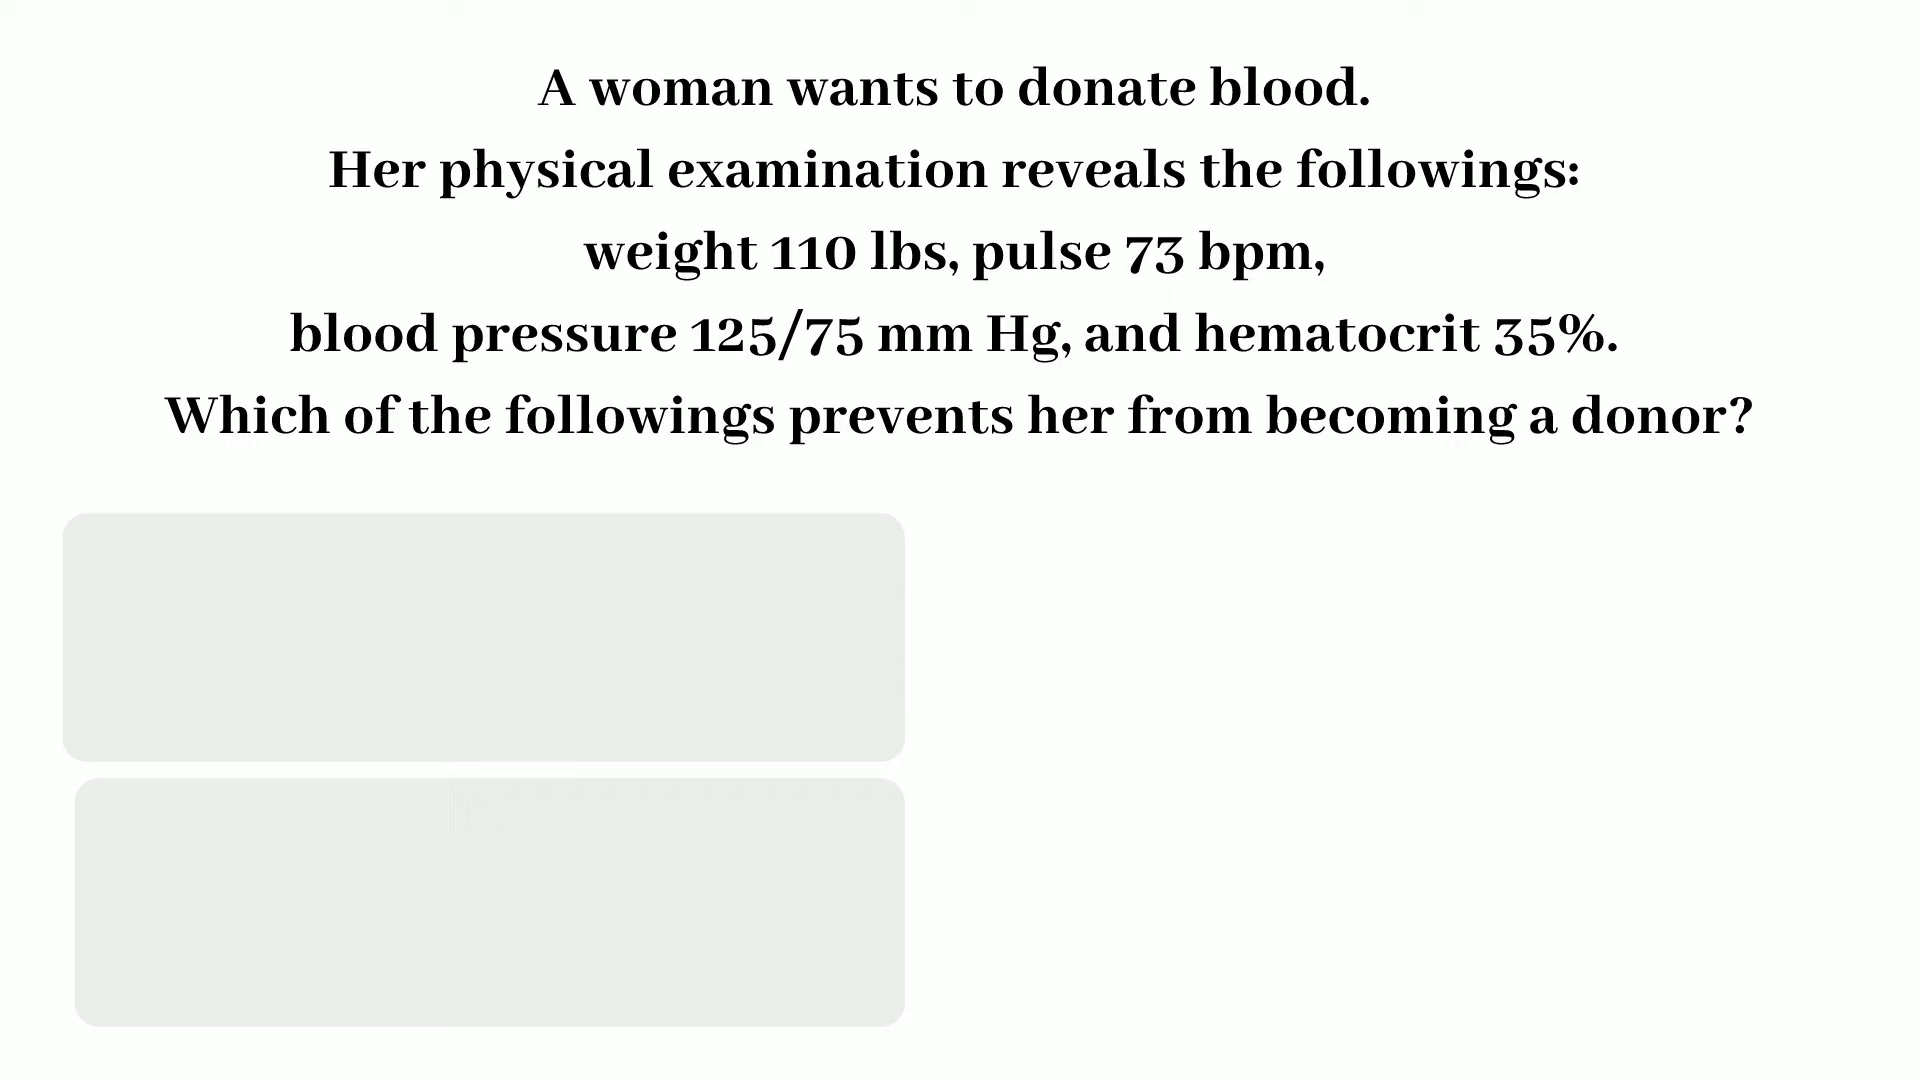 A woman wants to donate blood.
Her physical examination reveals the followings:
weight 110 lbs, pulse 73 bpm,
blood pressure 125/75 mm Hg, and hematocrit 35%.
Which of the followings prevents her from becoming a donor?